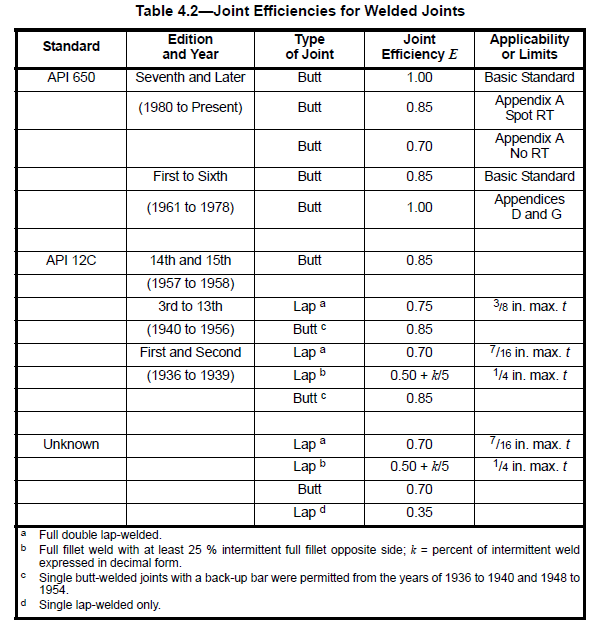 Table 4.2—Joint Efficiencies for Welded Joints
Standard Edition and Year Type of Joint Joint Efficiency E Applicability or Limits
API 650 Seventh and Later Butt 1.00 Basic Standard
(1980 to Present) Butt 0.85 Appendix A Spot RT
Butt 0.70 Appendix A No RT
First to Sixth Butt 0.85 Basic Standard
(1961 to 1978) Butt 1.00 Appendices D and G
API 12C 14th and 15th Butt 0.85
(1957 to 1958)
3rd to 13th Lap a 0.75 3/8 in. max. t
(1940 to 1956) Butt c 0.85
First and Second Lap a 0.70 7/16 in. max. t
(1936 to 1939) Lap b 0.50 + k/5 1/4 in. max. t
Butt c 0.85
Unknown Lap a 0.70 7/16 in. max. t
Lap b 0.50 + k/5 1/4 in. max. t
Butt 0.70
Lap d 0.35
a Full double lap-welded.
b Full fillet weld with at least 25 % intermittent full fillet opposite side; k = percent of intermittent weld
expressed in decimal form.
c Single butt-welded joints with a back-up bar were permitted from the years of 1936 to 1940 and 1948 to
1954.
d Single lap-welded only.